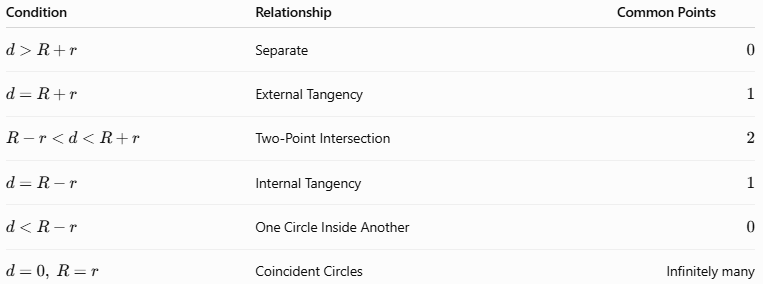 Condition Relationship Common Points
d > R + r Separate 0
d = R + r External Tangency 1
R − r < d < R + r Two-Point Intersection 2
d = R − r Internal Tangency 1
d < R − r One Circle Inside Another 0
d = 0, R = r Coincident Circles Infinitely many